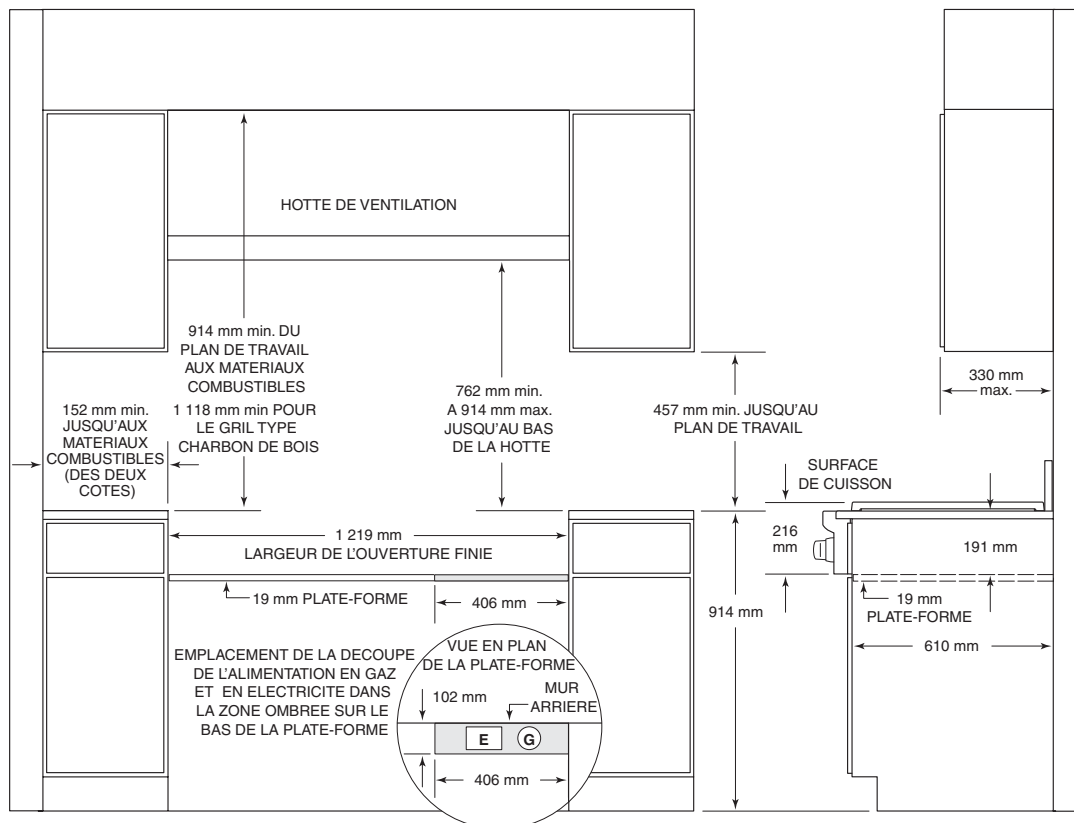 HOTTE DE VENTILATION
914 mm min. DU
PLAN DE TRAVAIL
AUX MATERIAUX
COMBUSTIBLES
1 118 mm min POUR
LE GRIL TYPE
CHARBON DE BOIS
152 mm min.
JUSQU'AUX
MATERIAUX
COMBUSTIBLES
(DES DEUX
COTES)
762 mm min.
A 914 mm max.
JUSQU'AU BAS
DE LA HOTTE
457 mm min. JUSQU'AU
PLAN DE TRAVAIL
330 mm
max.
SURFACE
DE CUISSON
216
mm
191 mm
19 mm
PLATE-FORME
610 mm
914 mm
1 219 mm
LARGEUR DE L'OUVERTURE FINIE
19 mm PLATE-FORME
406 mm
EMPLACEMENT DE LA DECOUPE
DE L'ALIMENTATION EN GAZ
ET EN ELECTRICITE DANS
LA ZONE OMBREE SUR LE
BAS DE LA PLATE-FORME
VUE EN PLAN
DE LA PLATE-FORME
102 mm
MUR
ARRIERE
E
G
406 mm